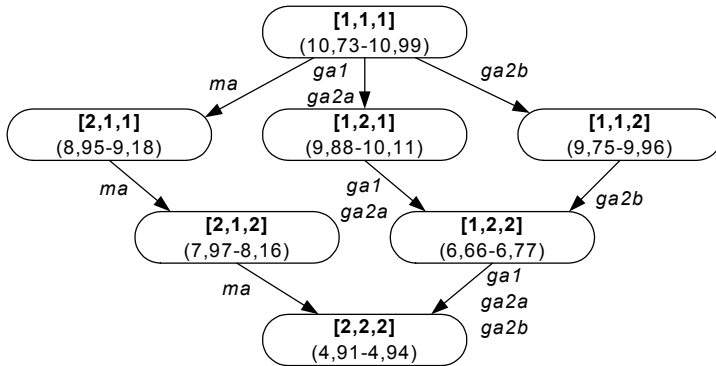 [1,1,1]
(10,73-10,99)
ma
ga1
ga2a
ga2b
[2,1,1]
(8,95-9,18)
[1,2,1]
(9,88-10,11)
[1,1,2]
(9,75-9,96)
ma
ga1
ga2a
ga2b
[2,1,2]
(7,97-8,16)
[1,2,2]
(6,66-6,77)
ma
ga1
ga2a
ga2b
[2,2,2]
(4,91-4,94)